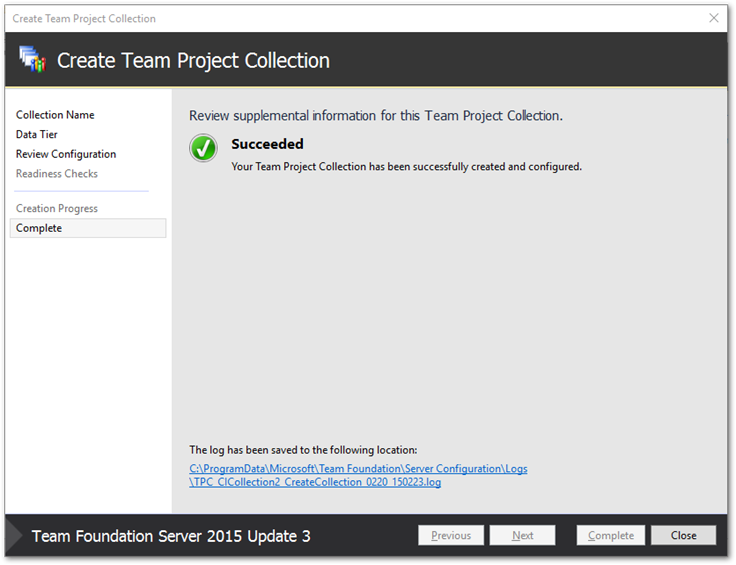 Create Team Project Collection
Create Team Project Collection
Collection Name
Data Tier
Review Configuration
Readiness Checks
Creation Progress
Complete
Review supplemental information for this Team Project Collection.
Succeeded
Your Team Project Collection has been successfully created and configured.
The log has been saved to the following location:
C:\ProgramData\Microsoft\Team Foundation\Server Configuration\Logs
\TPC_CICollection2_CreateCollection_0220_150223.log
Team Foundation Server 2015 Update 3
Previous
Next
Complete
Close